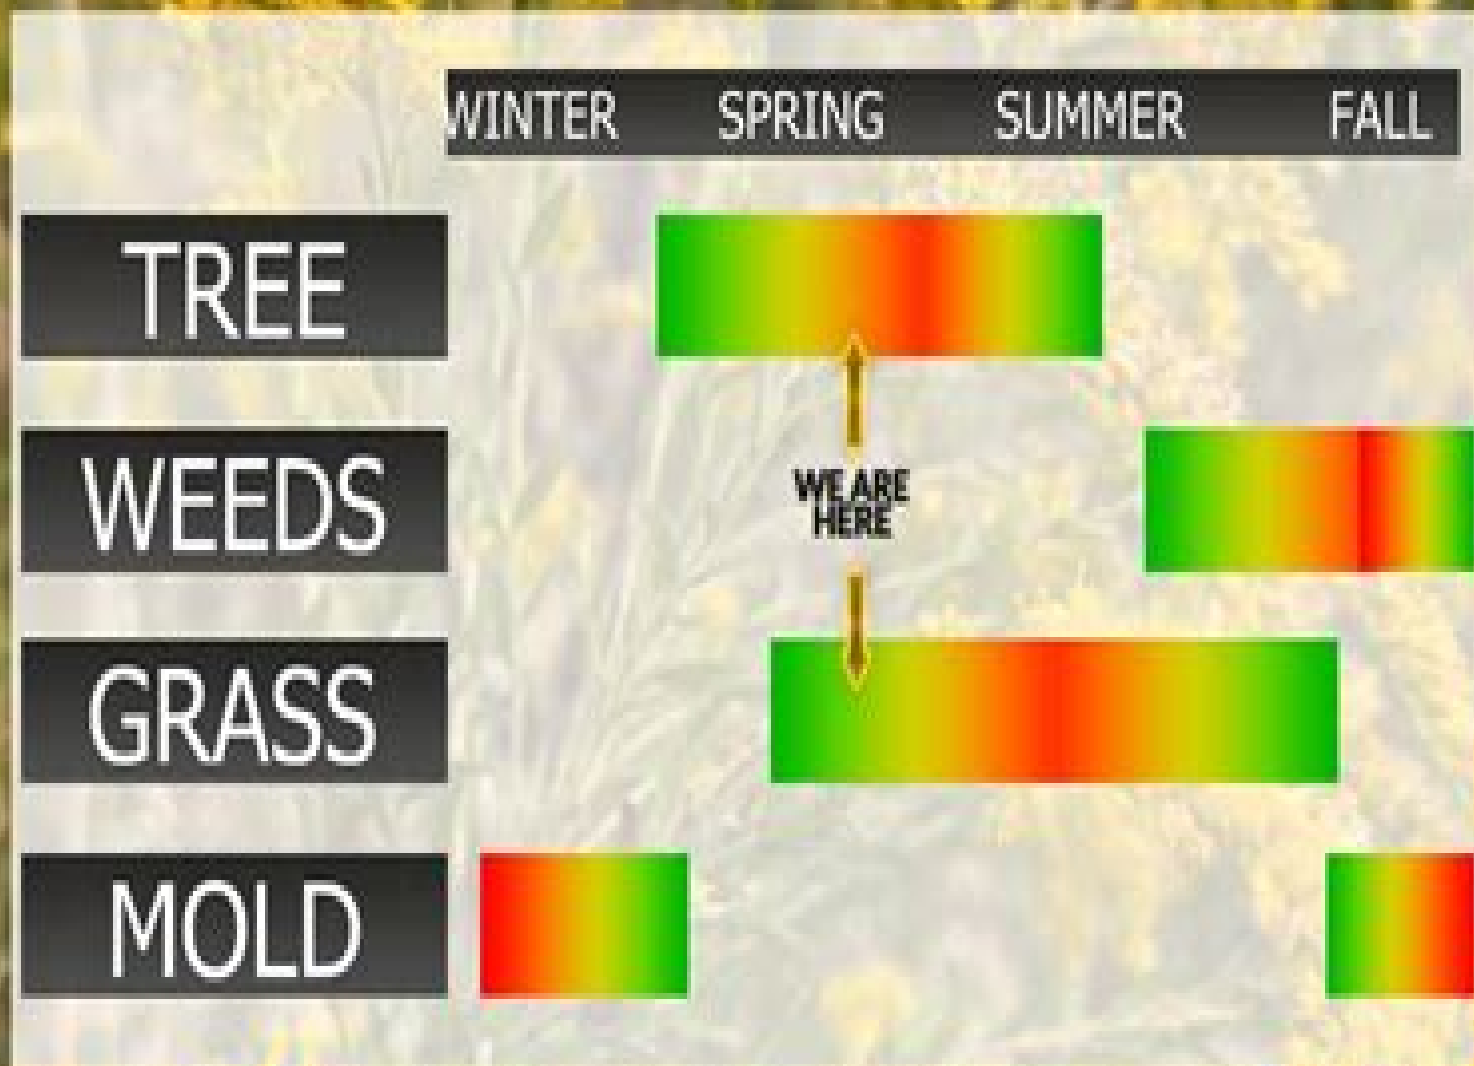 WINTER SPRING SUMMER FALL
TREE
WE ARE
HERE
WEEDS
GRASS
MOLD